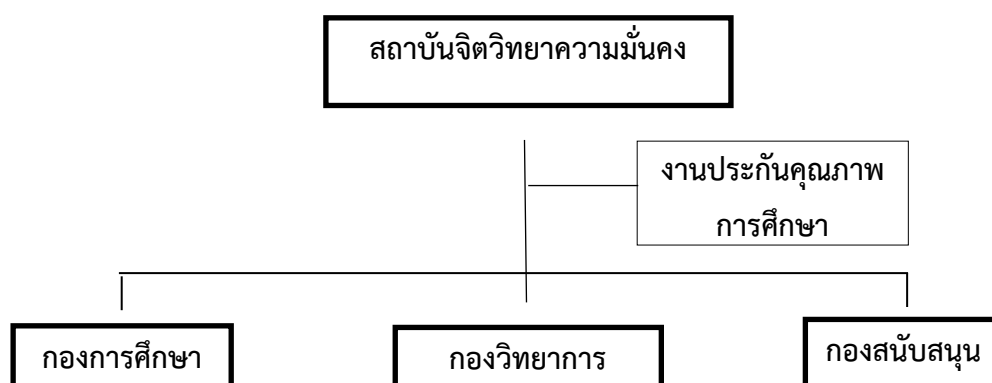 สถาบันจิตวิทยาความมั่นคง
งานประกันคุณภาพ
การศึกษา
กองการศึกษา
กองวิทยาการ
กองสนับสนุน